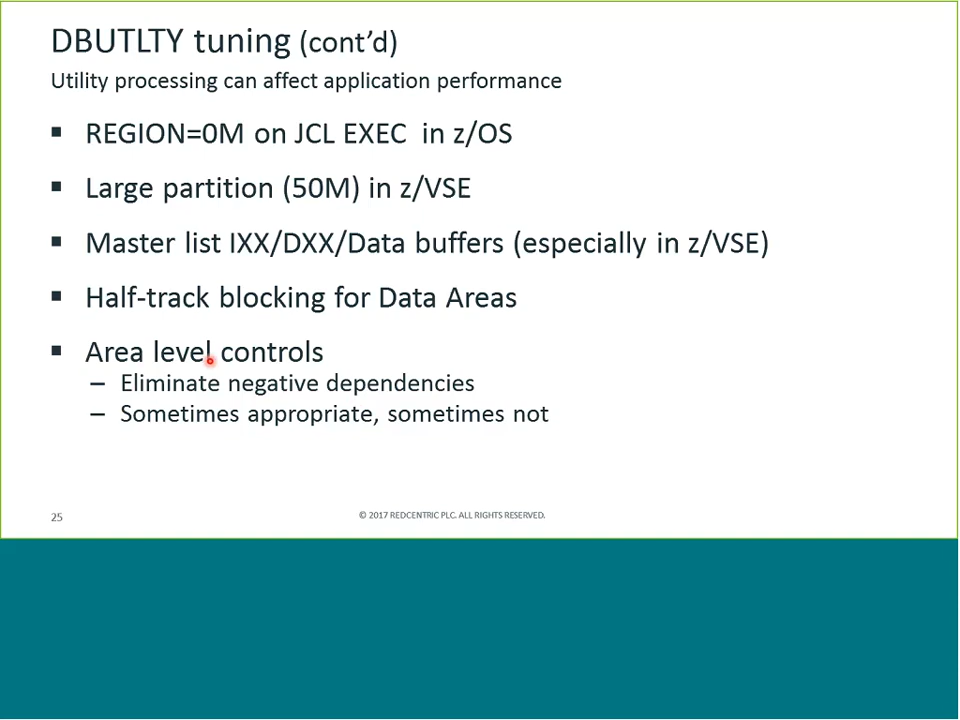 DBUTLTY tuning (cont’d)
Utility processing can affect application performance
▪ REGION=0M on JCL EXEC in z/OS
▪ Large partition (50M) in z/VSE
▪ Master list IXX/DXX/Data buffers (especially in z/VSE)
▪ Half-track blocking for Data Areas
▪ Area level controls
– Eliminate negative dependencies
– Sometimes appropriate, sometimes not
25
© 2017 REDCENTRIC PLC. ALL RIGHTS RESERVED.